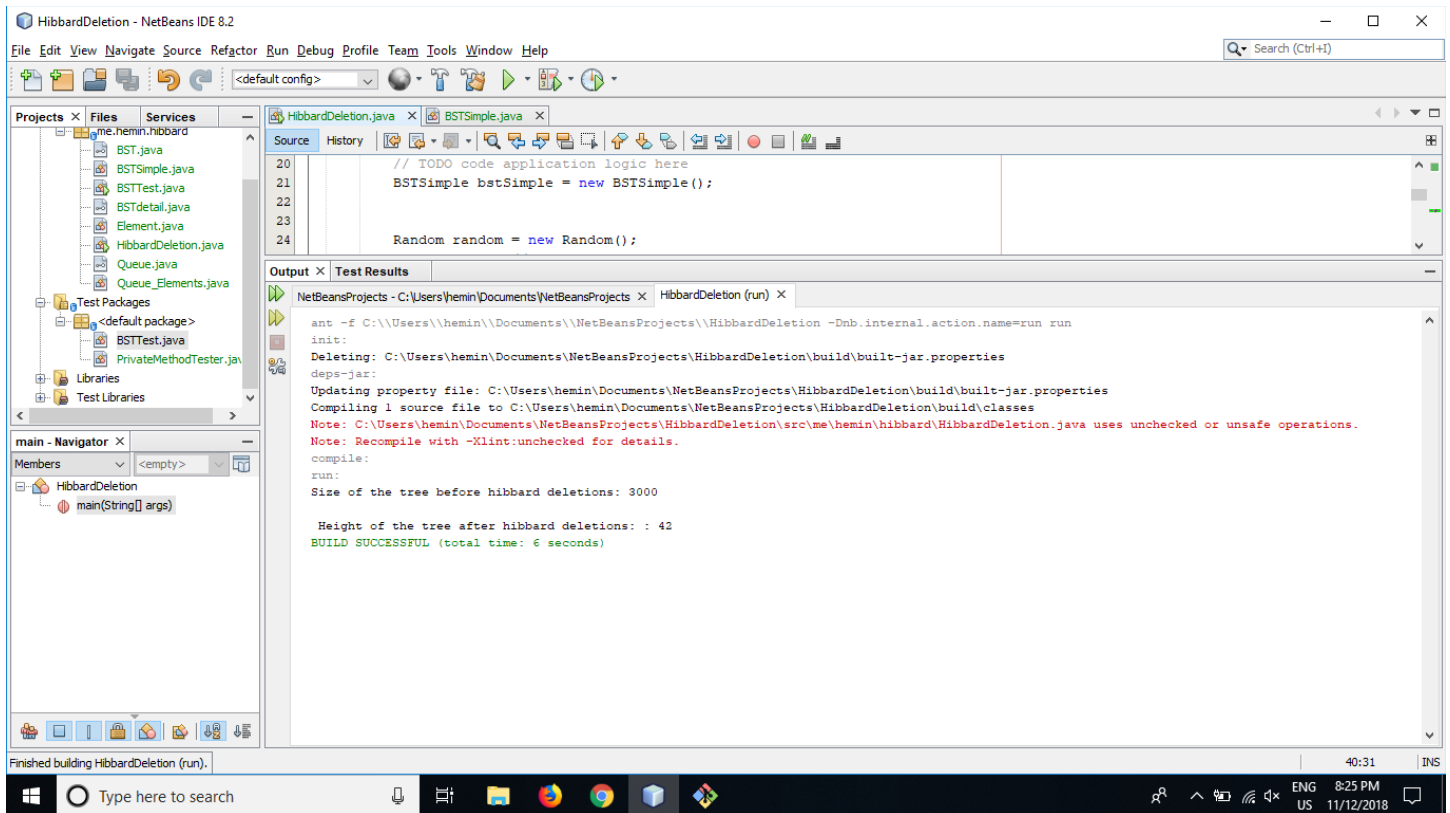 HibbardDeletion - NetBeans IDE 8.2
File Edit View Navigate Source Refactor Run Debug Profile Team Tools Window Help
Search (Ctrl+I)
<default config>
Projects Files Services
me.hemin.hibbard
BST.java
BSTSimple.java
BSTTest.java
BSTdetail.java
Element.java
HibbardDeletion.java
Queue.java
Queue_Elements.java
Test Packages
<default package>
BSTTest.java
PrivateMethodTester.jav
Libraries
Test Libraries
main - Navigator
Members <empty>
HibbardDeletion
main(String[] args)
HibbardDeletion.java BSTSimple.java
Source History
20 // TODO code application logic here
21 BSTSimple bstSimple = new BSTSimple();
22
23
24 Random random = new Random();
Output Test Results
NetBeansProjects - C:\Users\hemin\Documents\NetBeansProjects HibbardDeletion (run)
ant -f C:\\Users\\hemin\\Documents\\NetBeansProjects\\HibbardDeletion -Dnb.internal.action.name=run run
init:
Deleting: C:\Users\hemin\Documents\NetBeansProjects\HibbardDeletion\build\built-jar.properties
deps-jar:
Updating property file: C:\Users\hemin\Documents\NetBeansProjects\HibbardDeletion\build\built-jar.properties
Compiling 1 source file to C:\Users\hemin\Documents\NetBeansProjects\HibbardDeletion\build\classes
Note: C:\Users\hemin\Documents\NetBeansProjects\HibbardDeletion\src\me\hemin\hibbard\HibbardDeletion.java uses unchecked or unsafe operations.
Note: Recompile with -Xlint:unchecked for details.
compile:
run:
Size of the tree before hibbard deletions: 3000
Height of the tree after hibbard deletions: : 42
BUILD SUCCESSFUL (total time: 6 seconds)
Finished building HibbardDeletion (run).
40:31 INS
Type here to search
ENG 8:25 PM
US 11/12/2018